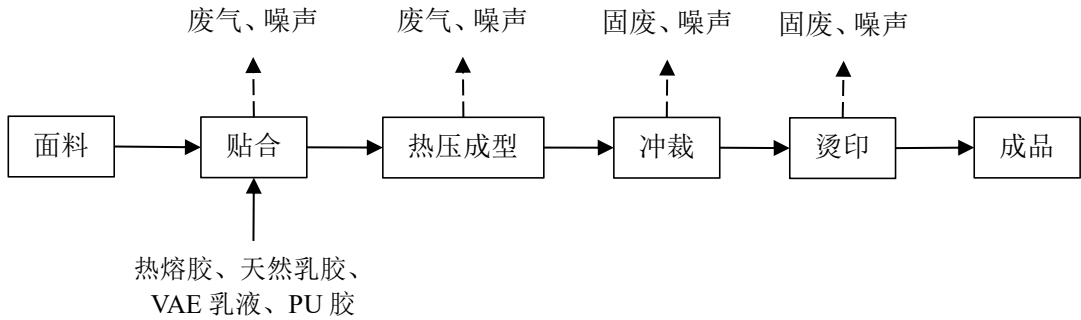 废气、噪声
废气、噪声
固废、噪声
固废、噪声
面料
贴合
热压成型
冲裁
烫印
成品
热熔胶、天然乳胶、
VAE 乳液、PU 胶